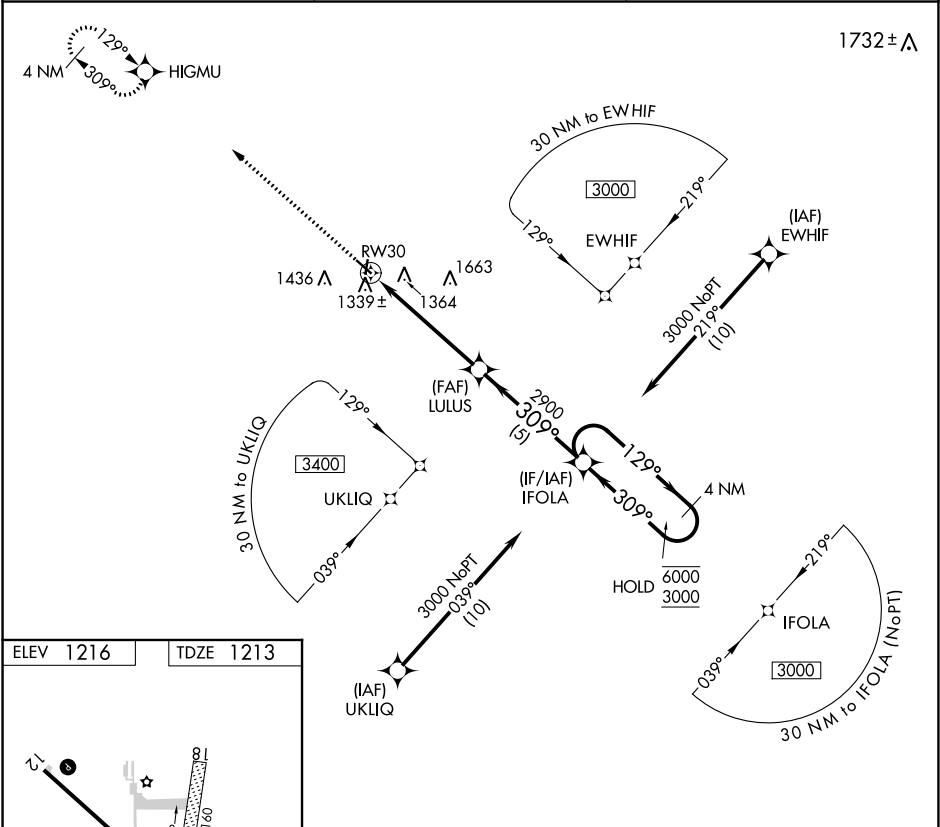 1732±
129°
4 NM
309°
HIGMU
30 NM to EWHIF
3000
219°
129°
EWHIF
(IAF)
EWHIF
3000 NoPT
219°
(10)
RW30
1436
1339±
1364
1663
(FAF)
LULUS
2900
309°
(5)
30 NM to UKLIQ
129°
3400
UKLIQ
039°
(IF/IAF)
IFOLA
129°
309°
4 NM
HOLD
6000
3000
3000 NoPT
039°
(10)
(IAF)
UKLIQ
219°
IFOLA
039°
3000
30 NM to IFOLA (NoPT)
ELEV 1216
TDZE 1213
12
P
18
160